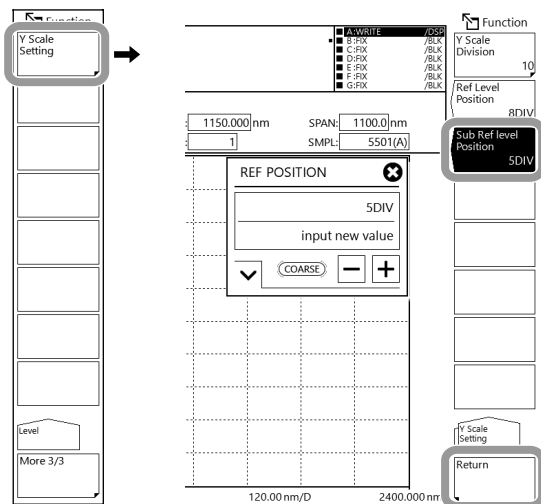 Function
Y Scale
Setting
Level
More 3/3
A:WRITE /DSP
B:FIX /BLK
C:FIX /BLK
D:FIX /BLK
E:FIX /BLK
F:FIX /BLK
G:FIX /BLK
: 1150.000 nm SPAN: 1100.0 nm
: 1 SMPL: 5501(A)
REF POSITION
5DIV
input new value
COARSE
120.00 nm/D 2400.000 nm
Function
Y Scale
Division
10
Ref Level
Position
8DIV
Sub Ref level
Position
5DIV
Y Scale
Setting
Return